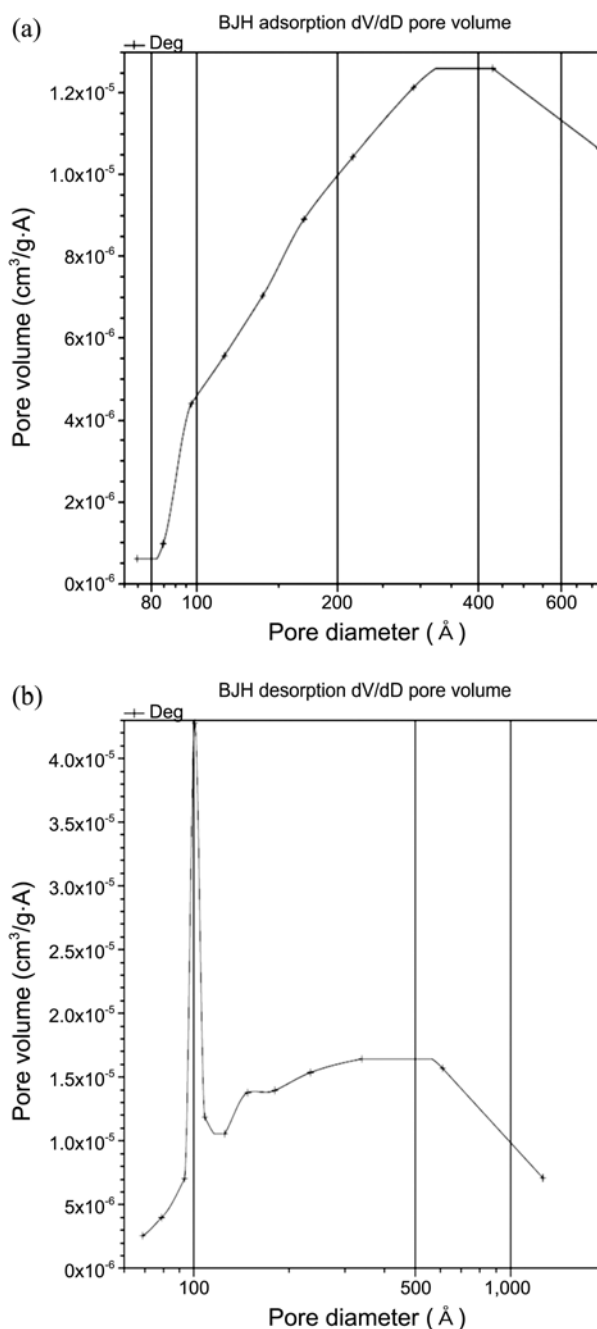 (a)
BJH adsorption dV/dD pore volume
Deg
Pore volume (cm³/g·A)
1.2x10⁻⁵
1.0x10⁻⁵
8x10⁻⁶
6x10⁻⁶
4x10⁻⁶
2x10⁻⁶
0x10⁻⁶
80 100 200 400 600
Pore diameter ( Å )
(b)
BJH desorption dV/dD pore volume
Deg
Pore volume (cm³/g·A)
4.0x10⁻⁵
3.5x10⁻⁵
3.0x10⁻⁵
2.5x10⁻⁵
2.0x10⁻⁵
1.5x10⁻⁵
1.0x10⁻⁵
5x10⁻⁶
0x10⁻⁶
100 500 1,000
Pore diameter ( Å )